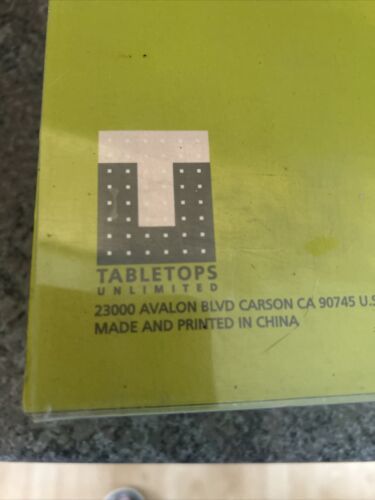 TABLETOPS
UNLIMITED
23000 AVALON BLVD CARSON CA 90745 U.S
MADE AND PRINTED IN CHINA